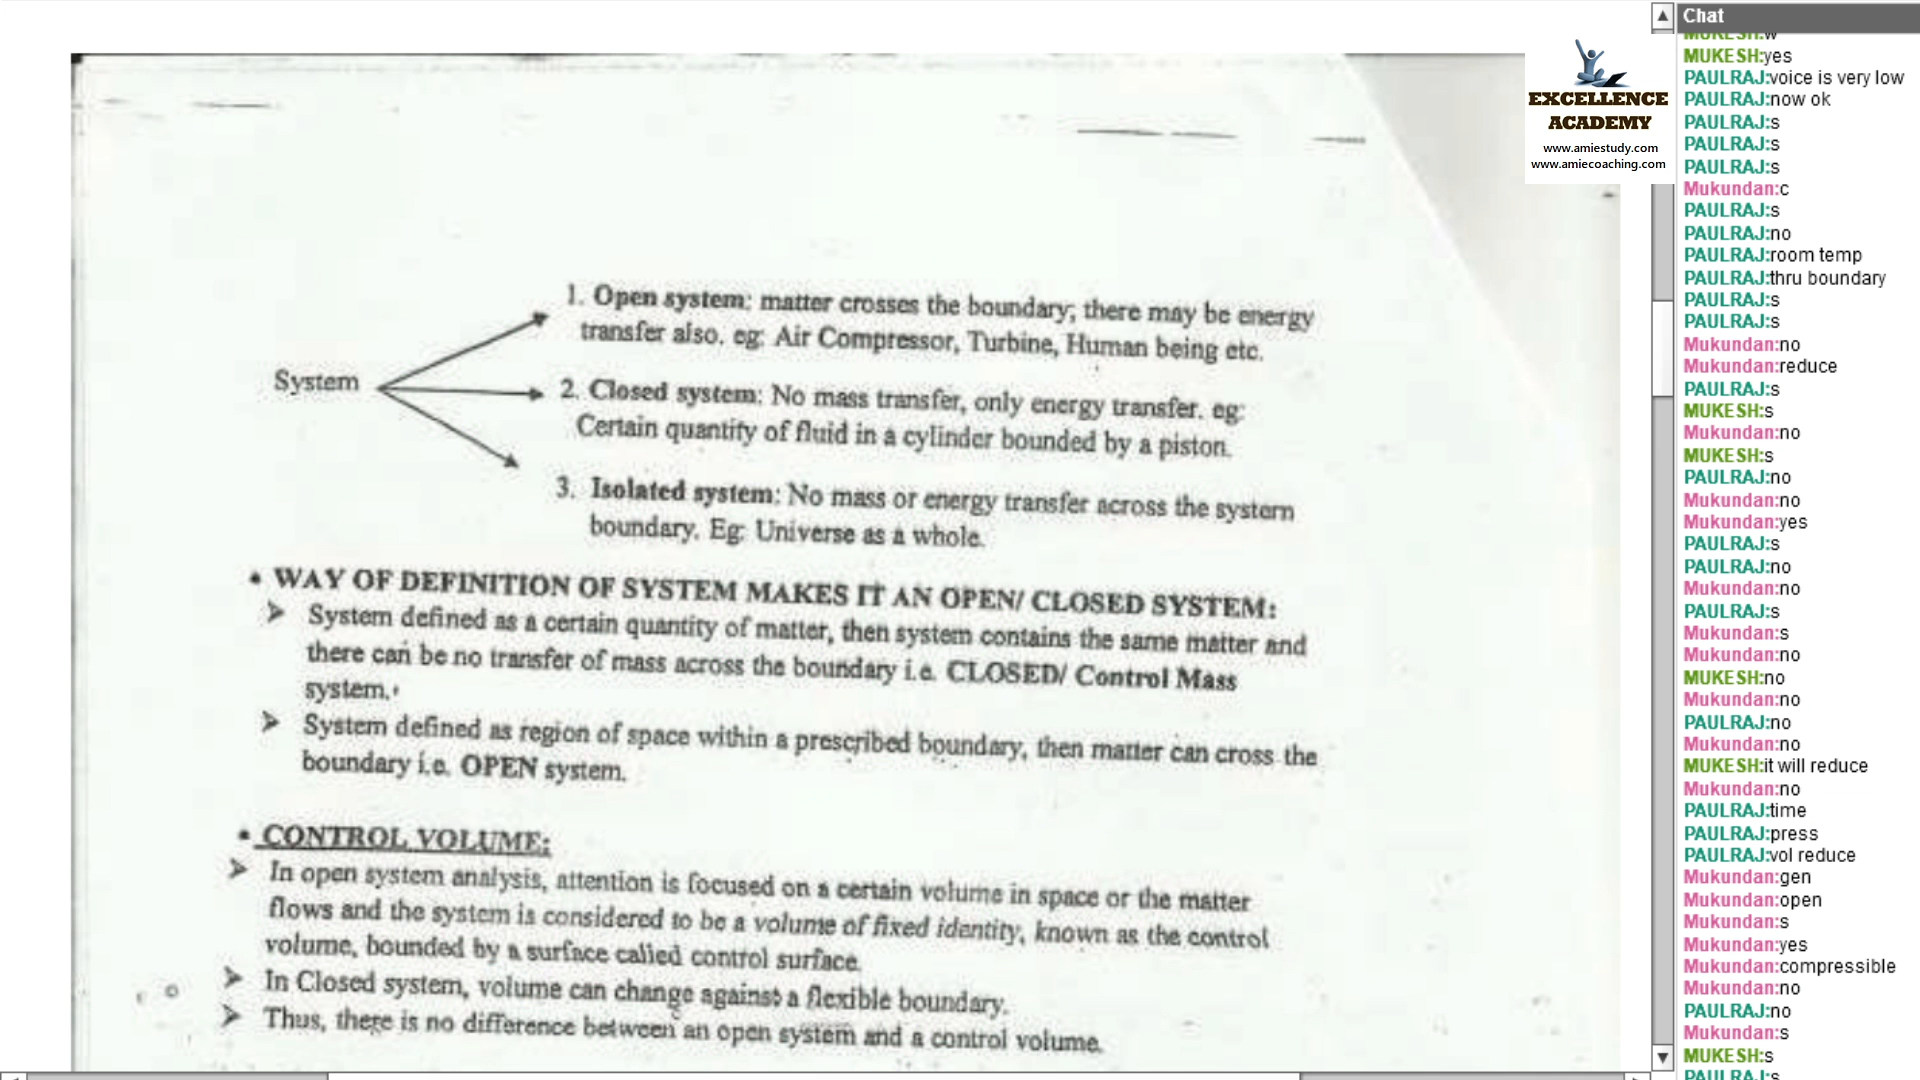 1. Open system: matter crosses the boundary; there may be energy
transfer also. eg: Air Compressor, Turbine, Human being etc.
System
2. Closed system: No mass transfer, only energy transfer. eg:
Certain quantity of fluid in a cylinder bounded by a piston.
3. Isolated system: No mass or energy transfer across the system
boundary. Eg: Universe as a whole.
• WAY OF DEFINITION OF SYSTEM MAKES IT AN OPEN/ CLOSED SYSTEM:
➤ System defined as a certain quantity of matter, then system contains the same matter and
there can be no transfer of mass across the boundary i.e. CLOSED/ Control Mass
system.
➤ System defined as region of space within a prescribed boundary, then matter can cross the
boundary i.e. OPEN system.
• CONTROL VOLUME:
➤ In open system analysis, attention is focused on a certain volume in space or the matter
flows and the system is considered to be a volume of fixed identity, known as the control
volume, bounded by a surface called control surface.
➤ In Closed system, volume can change against a flexible boundary.
➤ Thus, there is no difference between an open system and a control volume.
EXCELLENCE
ACADEMY
www.amiestudy.com
www.amiecoaching.com
Chat
MUKESH:w
MUKESH:yes
PAULRAJ:voice is very low
PAULRAJ:now ok
PAULRAJ:s
PAULRAJ:s
PAULRAJ:s
Mukundan:c
PAULRAJ:s
PAULRAJ:no
PAULRAJ:room temp
PAULRAJ:thru boundary
PAULRAJ:s
PAULRAJ:s
Mukundan:no
Mukundan:reduce
PAULRAJ:s
MUKESH:s
Mukundan:no
MUKESH:s
PAULRAJ:no
Mukundan:no
Mukundan:yes
PAULRAJ:s
PAULRAJ:no
Mukundan:no
PAULRAJ:s
Mukundan:s
Mukundan:no
MUKESH:no
Mukundan:no
PAULRAJ:no
Mukundan:no
MUKESH:it will reduce
Mukundan:no
PAULRAJ:time
PAULRAJ:press
PAULRAJ:vol reduce
Mukundan:gen
Mukundan:open
Mukundan:s
Mukundan:yes
Mukundan:compressible
Mukundan:no
PAULRAJ:no
Mukundan:s
MUKESH:s
PAULRAJ:s